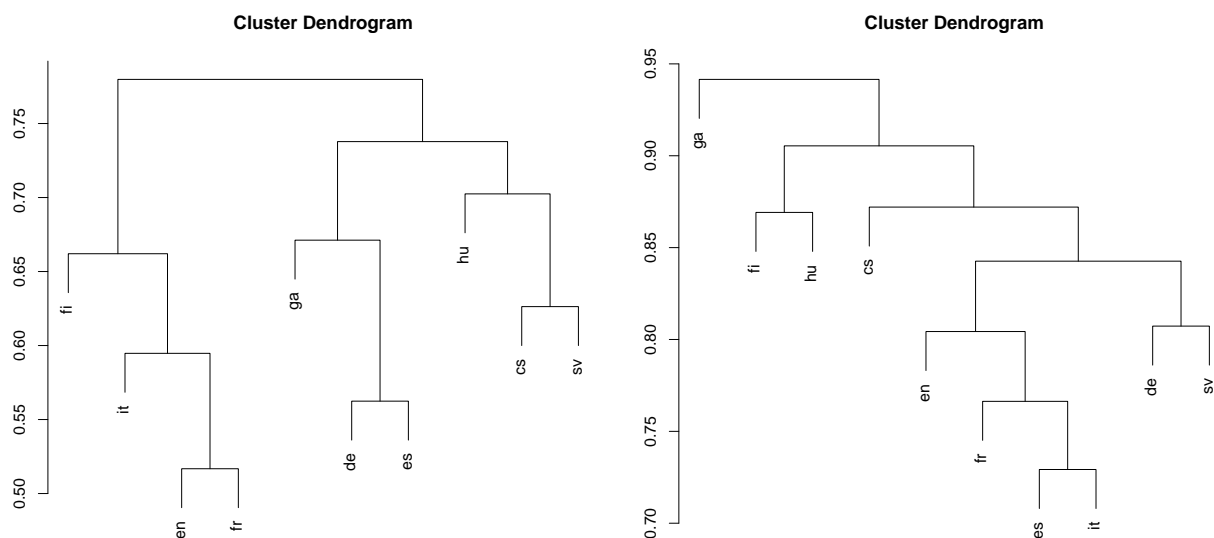 Cluster Dendrogram
0.75
0.70
0.65
0.60
0.55
0.50
fi
it
en
fr
ga
de
es
hu
cs
sv
Cluster Dendrogram
0.95
0.90
0.85
0.80
0.75
0.70
ga
fi
hu
cs
en
fr
es
it
de
sv